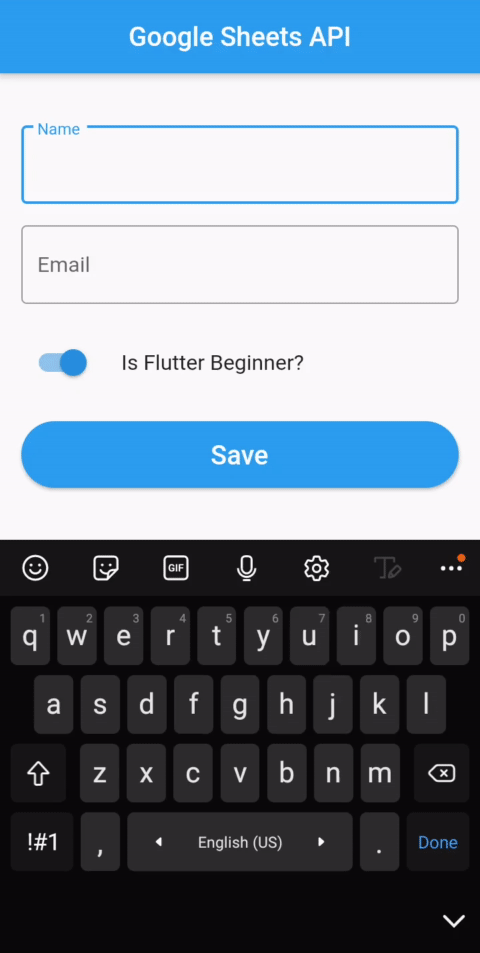 Google Sheets API
Name
Email
Is Flutter Beginner?
Save
GIF
1 2 3 4 5 6 7 8 9 0
q w e r t y u i o p
a s d f g h j k l
z x c v b n m
!#1 , English (US) . Done